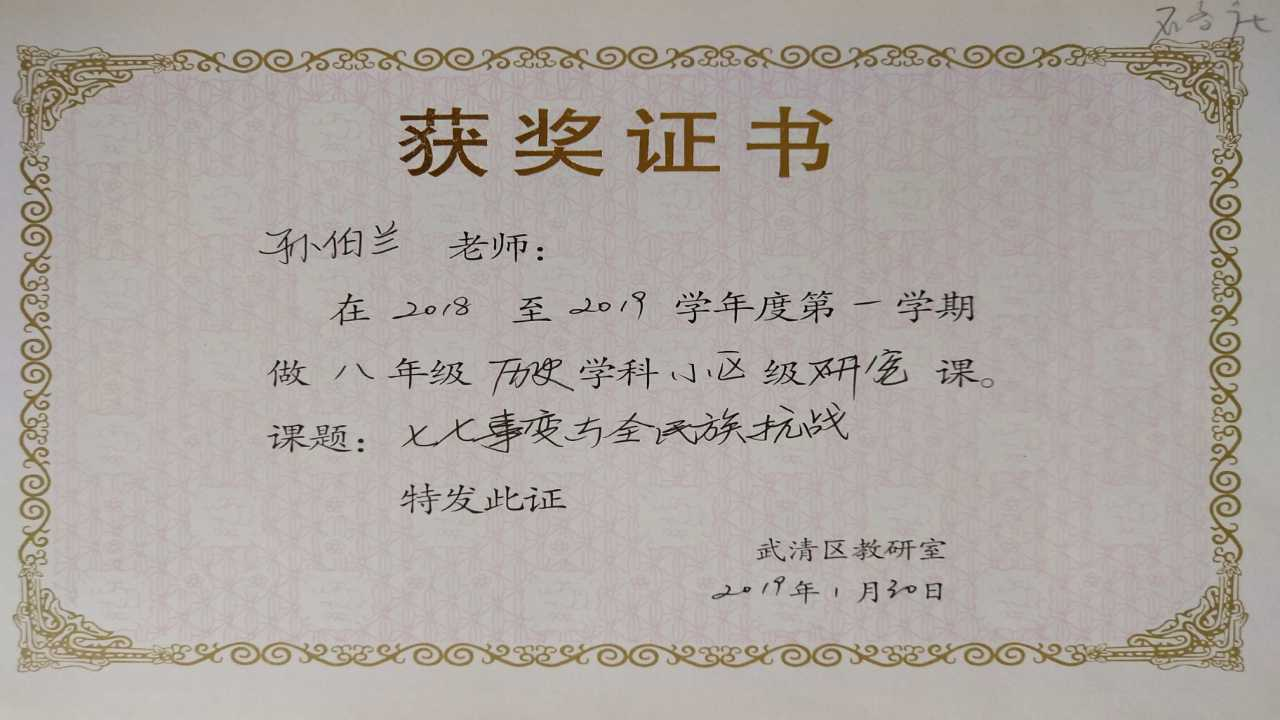 获奖证书
孙伯兰 老师：
在 2018 至 2019 学年度第一学期
做 八 年级 历史 学科 小区 级 研究 课。
课题：七七事变与全民族抗战
特发此证
武清区教研室
2019年1月30日